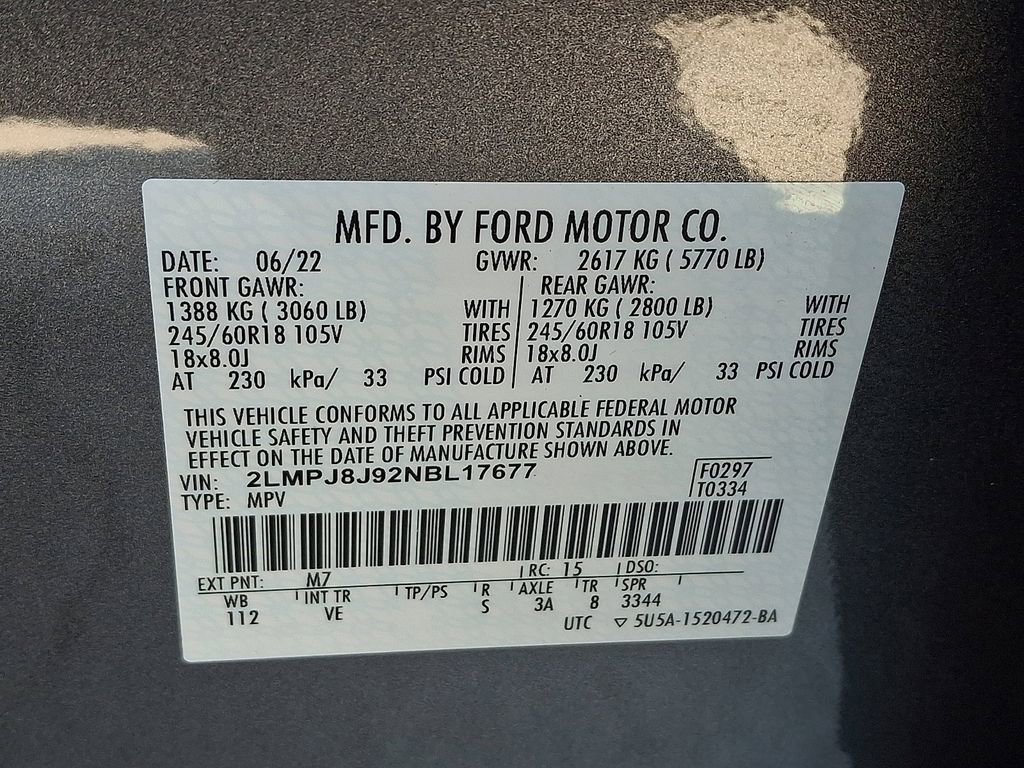 MFD. BY FORD MOTOR CO.
DATE: 06/22 GVWR: 2617 KG ( 5770 LB)
FRONT GAWR: REAR GAWR:
1388 KG ( 3060 LB) WITH 1270 KG ( 2800 LB) WITH
245/60R18 105V TIRES 245/60R18 105V TIRES
18x8.0J RIMS 18x8.0J RIMS
AT 230 kPa/ 33 PSI COLD AT 230 kPa/ 33 PSI COLD
THIS VEHICLE CONFORMS TO ALL APPLICABLE FEDERAL MOTOR
VEHICLE SAFETY AND THEFT PREVENTION STANDARDS IN
EFFECT ON THE DATE OF MANUFACTURE SHOWN ABOVE.
VIN: 2LMPJ8J92NBL17677 F0297
TYPE: MPV T0334
EXT PNT: M7 RC: 15 DSO:
WB INT TR TP/PS R AXLE TR SPR
112 VE S 3A 8 3344
UTC ▽ 5U5A-1520472-BA